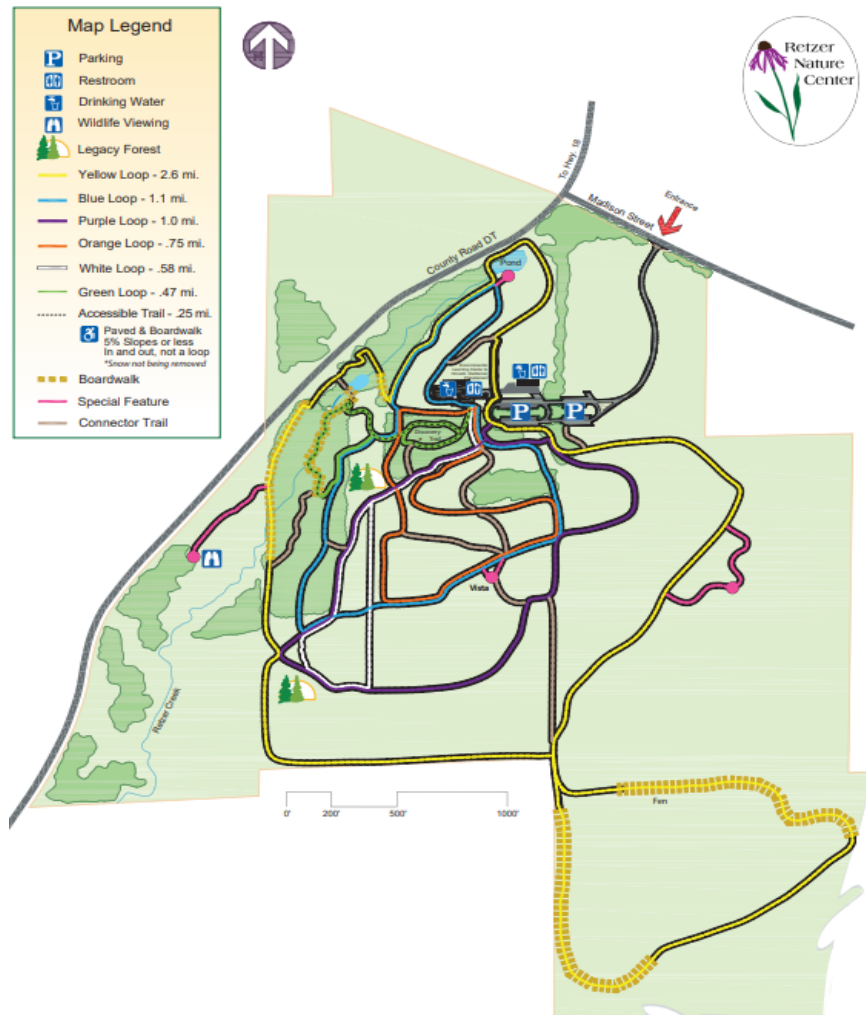 Map Legend
P Parking
Restroom
Drinking Water
Wildlife Viewing
Legacy Forest
Yellow Loop - 2.6 mi.
Blue Loop - 1.1 mi.
Purple Loop - 1.0 mi.
Orange Loop - .75 mi.
White Loop - .58 mi.
Green Loop - .47 mi.
Accessible Trail - .25 mi.
Paved & Boardwalk
5% Slopes or less
In and out, not a loop
*Snow not being removed
Boardwalk
Special Feature
Connector Trail
N
Retzer
Nature
Center
To Hwy. 18
Madison Street
Entrance
County Road DT
Pond
P P
Discovery
Trail
Vista
Retzer Creek
0' 200' 500' 1000'
Fen